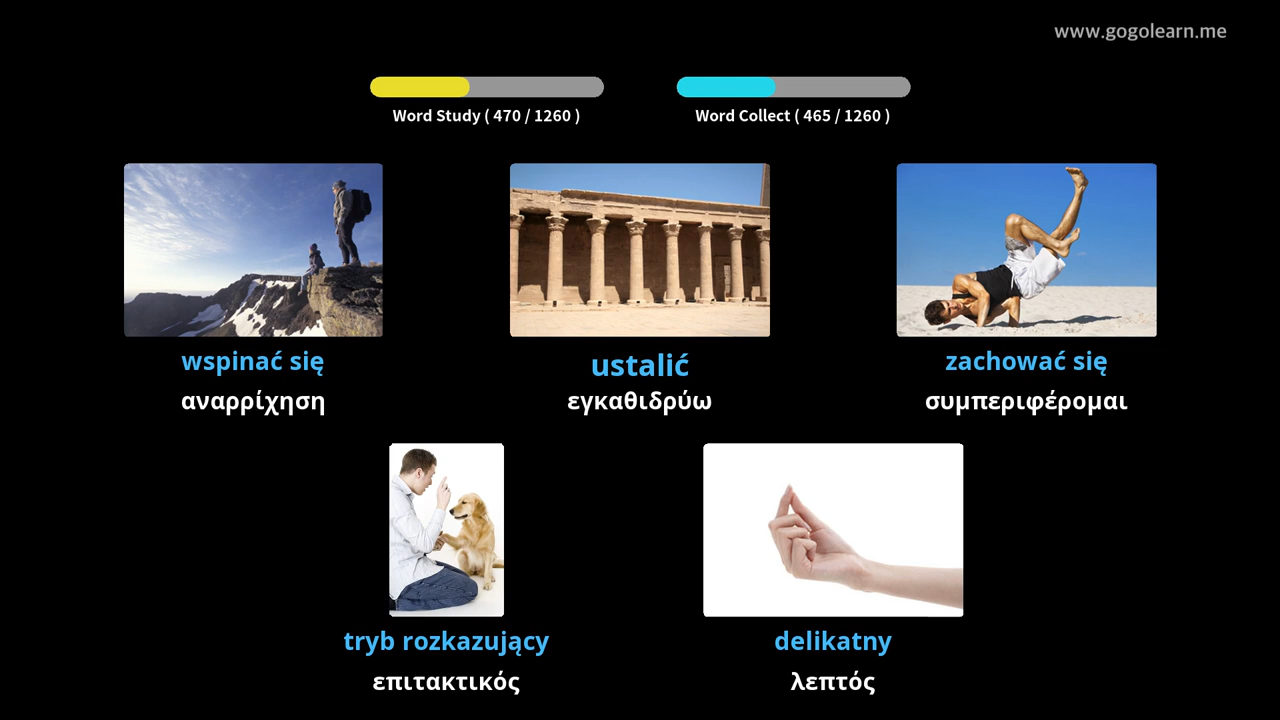 www.gogolearn.me
Word Study ( 470 / 1260 )
Word Collect ( 465 / 1260 )
wspinać się
αναρρίχηση
ustalić
εγκαθιδρύω
zachować się
συμπεριφέρομαι
tryb rozkazujący
επιτακτικός
delikatny
λεπτός